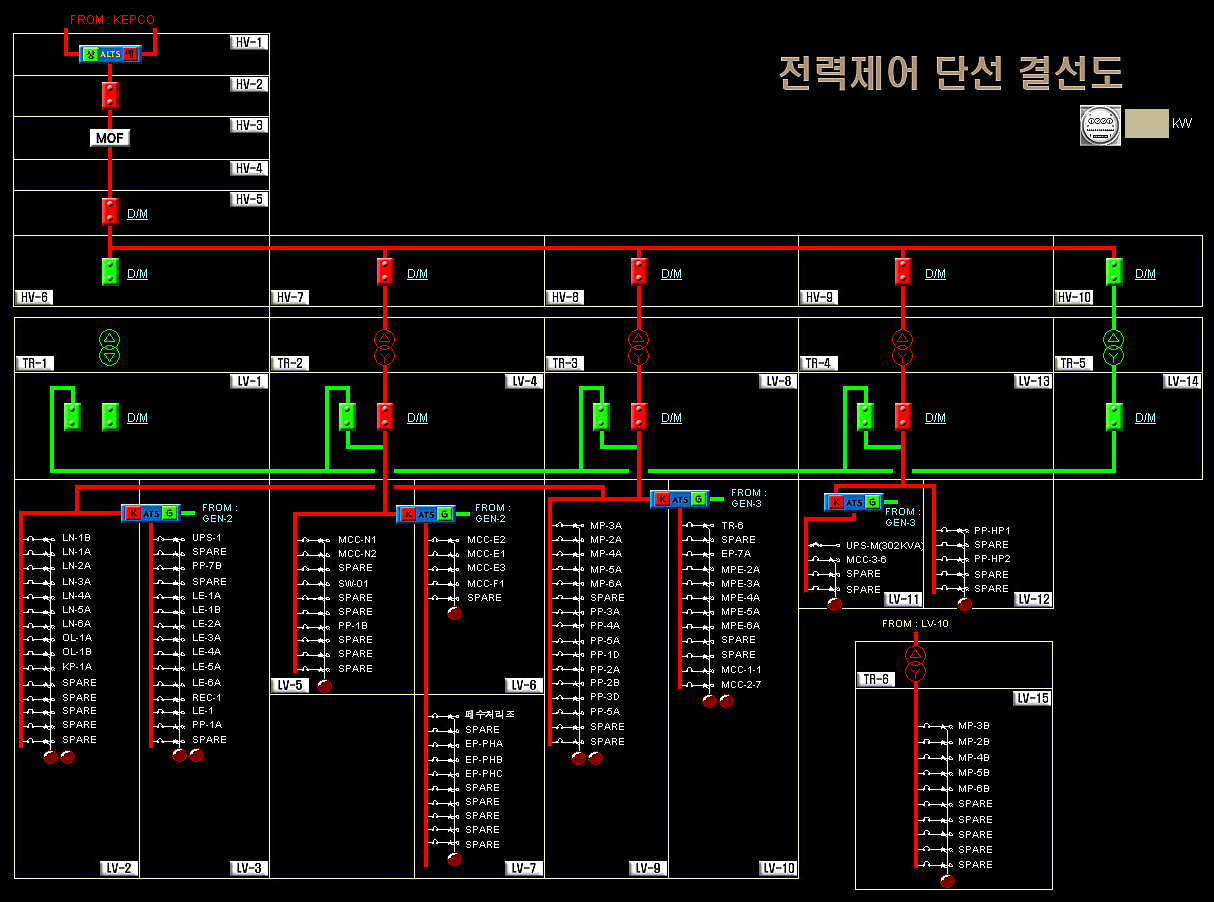 FROM : KEPCO
전력제어 단선 결선도
kW
HV-1
상 ALTS 예
HV-2
HV-3
MOF
HV-4
HV-5
D/M
D/M
D/M
D/M
D/M
D/M
HV-6
HV-7
HV-8
HV-9
HV-10
TR-1
TR-2
TR-3
TR-4
TR-5
LV-1
LV-4
LV-8
LV-13
LV-14
D/M
D/M
D/M
D/M
D/M
K ATS G
FROM :
GEN-2
K ATS G
FROM :
GEN-2
K ATS G
FROM :
GEN-3
K ATS G
FROM :
GEN-3
LN-1B
LN-1A
LN-2A
LN-3A
LN-4A
LN-5A
LN-6A
OL-1A
OL-1B
KP-1A
SPARE
SPARE
SPARE
SPARE
SPARE
LV-2
UPS-1
SPARE
PP-7B
SPARE
LE-1A
LE-1B
LE-2A
LE-3A
LE-4A
LE-5A
LE-6A
REC-1
LE-1
PP-1A
SPARE
LV-3
MCC-N1
MCC-N2
SPARE
SW-01
SPARE
SPARE
PP-1B
SPARE
SPARE
SPARE
LV-5
MCC-E2
MCC-E1
MCC-E3
MCC-F1
SPARE
LV-6
폐수처리즈
SPARE
EP-PHA
EP-PHB
EP-PHC
SPARE
SPARE
SPARE
SPARE
SPARE
LV-7
MP-3A
MP-2A
MP-4A
MP-5A
MP-6A
SPARE
PP-3A
PP-4A
PP-5A
PP-1D
PP-2A
PP-2B
PP-3D
PP-5A
SPARE
SPARE
LV-9
TR-6
SPARE
EP-7A
MPE-2A
MPE-3A
MPE-4A
MPE-5A
MPE-6A
SPARE
SPARE
MCC-1-1
MCC-2-7
LV-10
UPS-M(302KVA)
MCC-3-6
SPARE
SPARE
LV-11
PP-HP1
SPARE
PP-HP2
SPARE
SPARE
LV-12
FROM : LV-10
TR-6
LV-15
MP-3B
MP-2B
MP-4B
MP-5B
MP-6B
SPARE
SPARE
SPARE
SPARE
SPARE